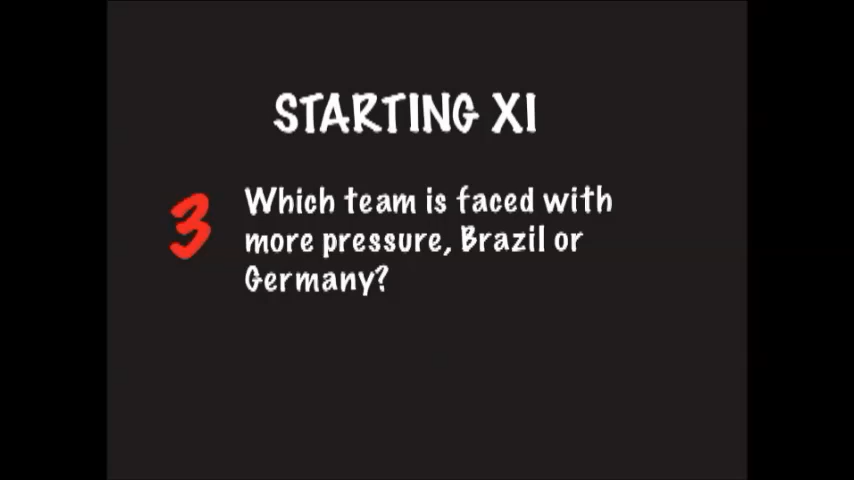 STARTING XI
3 Which team is faced with
more pressure, Brazil or
Germany?